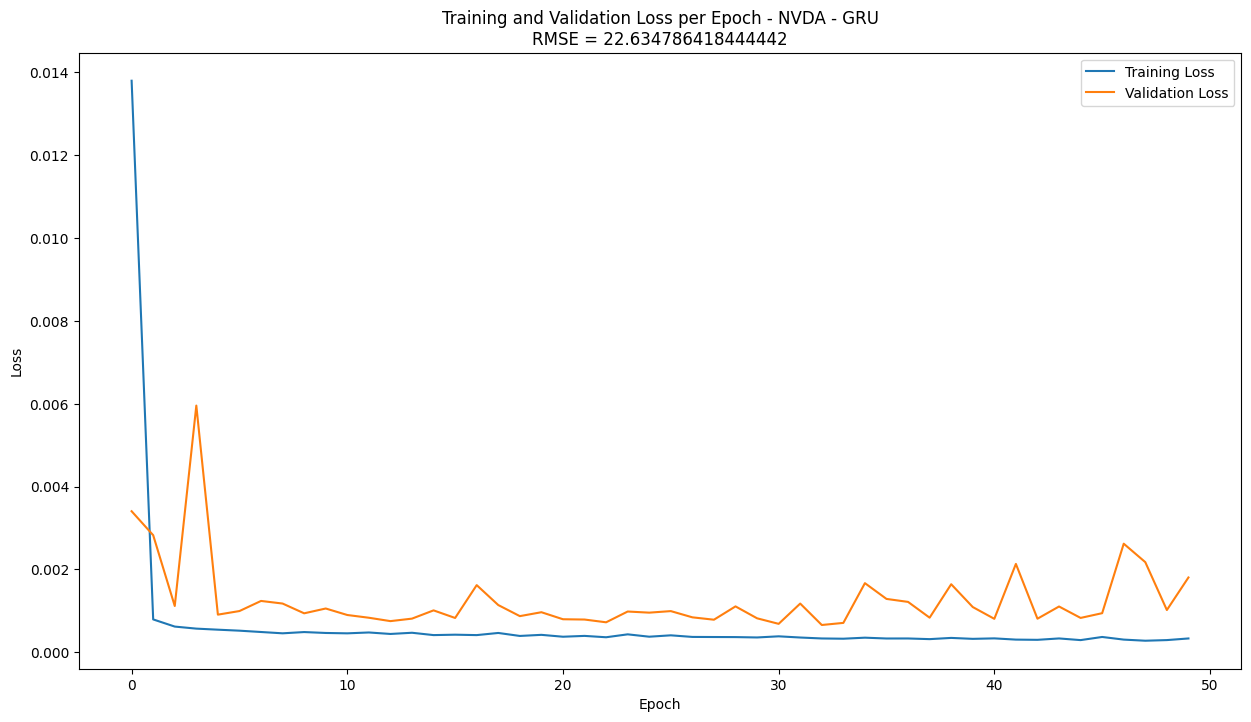 Training and Validation Loss per Epoch - NVDA - GRU
RMSE = 22.634786418444442
Training Loss
Validation Loss
0.014
0.012
0.010
0.008
0.006
0.004
0.002
0.000
Loss
0
10
20
30
40
50
Epoch